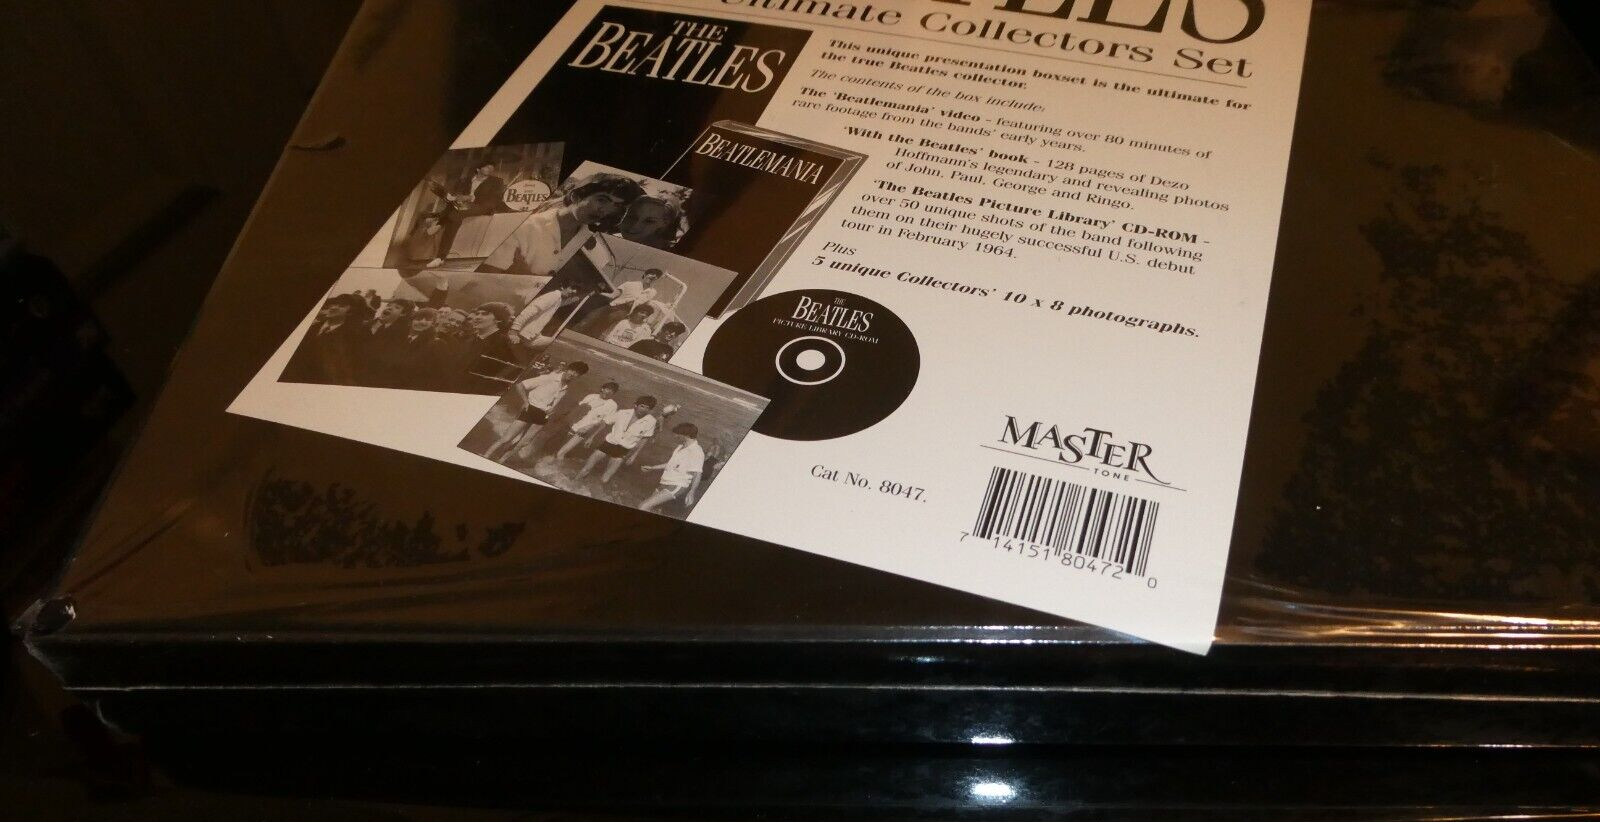 Ultimate Collectors Set
This unique presentation boxset is the ultimate for
the true Beatles collector.
The contents of the box include:
The 'Beatlemania' video - featuring over 80 minutes of
rare footage from the bands' early years.
'With the Beatles' book - 128 pages of Dezo
Hoffmann's legendary and revealing photos
of John, Paul, George and Ringo.
'The Beatles Picture Library' CD-ROM -
over 50 unique shots of the band following
them on their hugely successful U.S. debut
tour in February 1964.
Plus
5 unique Collectors' 10 x 8 photographs.
THE
BEATLES
BEATLEMANIA
BEATLES
THE
BEATLES
PICTURE LIBRARY CD-ROM
MASTER
TONE
Cat No. 8047.
7 14151 80472 0